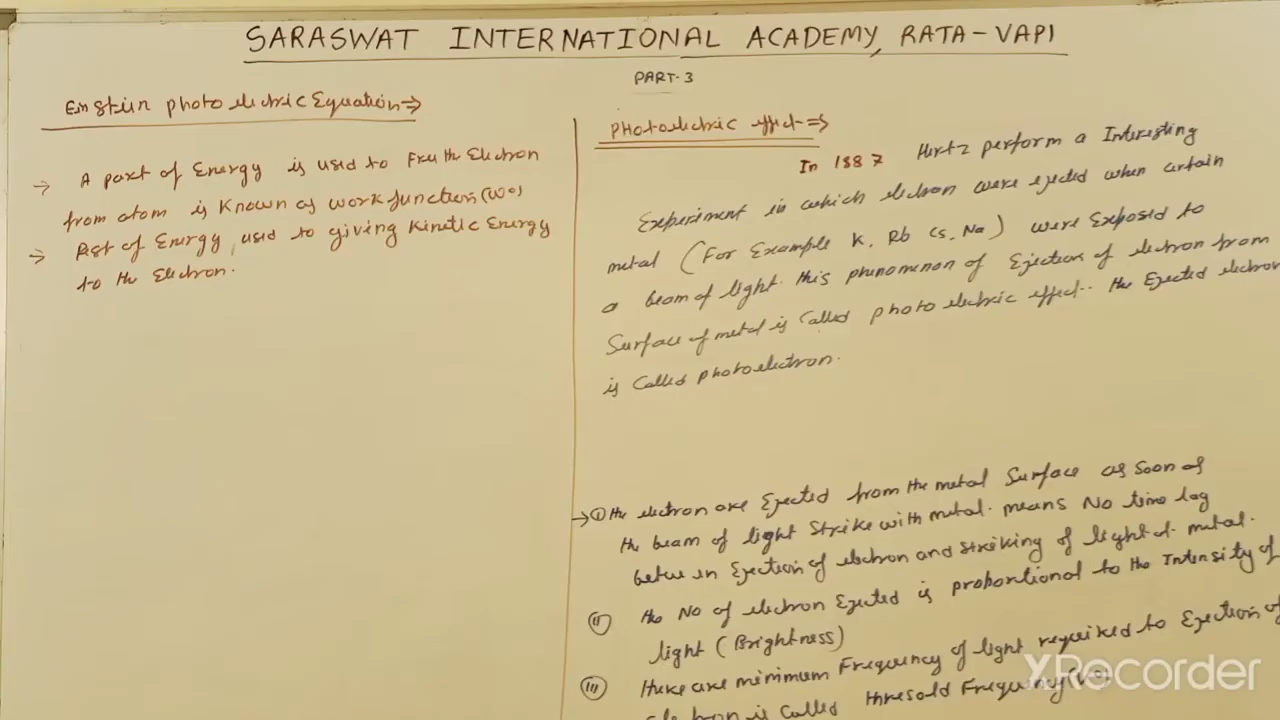 SARASWAT INTERNATIONAL ACADEMY, RATA-VAPI
PART-3
Einstein Photoelectric Equation→
→ A part of Energy is used to Free the Electron
from atom is Known as work function (W0)
→ Rest of Energy, used to giving Kinetic Energy
to the Electron.
Photoelectric effect⇒
In 1887 Hertz perform a Interesting
Experiment in which electron were ejected when certain
metal (For Example K, Rb Cs, Na) were Exposed to
a beam of light. this phenomenon of Ejection of electron from
Surface of metal is called photo electric effect.. the Ejected electron
is called photoelectron.
→ ① the electron are Ejected from the metal Surface as soon as
the beam of light Strike with metal. means No time lag
between Ejection of electron and striking of light at metal.
(ii) the No of electron Ejected is proportional to the Intensity of
light (Brightness)
(iii) there are minimum Frequency of light required to Ejection of
electron is called thresold Frequency (ν0)
XRecorder